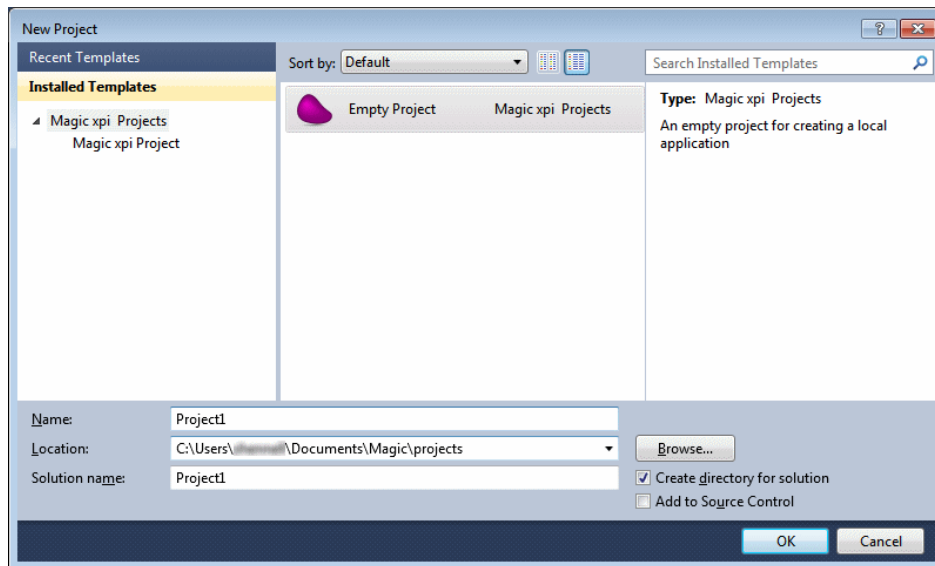 New Project
Recent Templates
Installed Templates
Magic xpi Projects
Magic xpi Project
Sort by: Default
Empty Project Magic xpi Projects
Search Installed Templates
Type: Magic xpi Projects
An empty project for creating a local
application
Name: Project1
Location: C:\Users\ \Documents\Magic\projects
Browse...
Solution name: Project1
Create directory for solution
Add to Source Control
OK Cancel